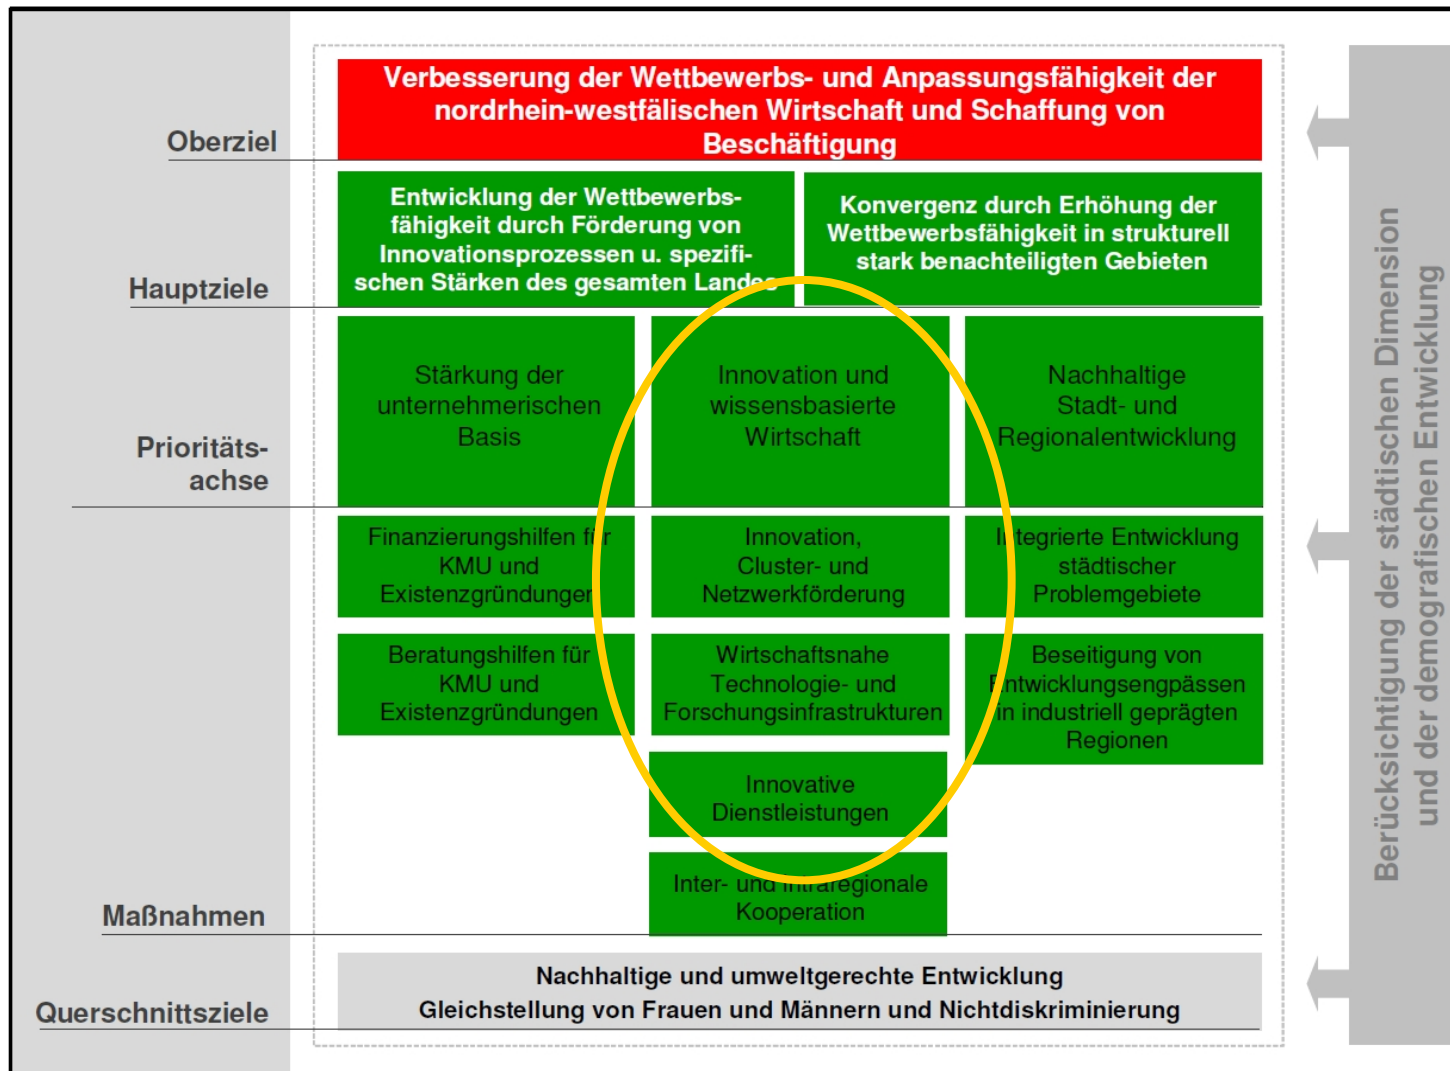 Verbesserung der Wettbewerbs- und Anpassungsfähigkeit der
nordrhein-westfälischen Wirtschaft und Schaffung von
Beschäftigung
Oberziel
Entwicklung der Wettbewerbs-
fähigkeit durch Förderung von
Innovationsprozessen u. spezifi-
schen Stärken des gesamten Landes
Konvergenz durch Erhöhung der
Wettbewerbsfähigkeit in strukturell
stark benachteiligten Gebieten
Hauptziele
Stärkung der
unternehmerischen
Basis
Innovation und
wissensbasierte
Wirtschaft
Nachhaltige
Stadt- und
Regionalentwicklung
Prioritäts-
achse
Finanzierungshilfen für
KMU und
Existenzgründungen
Innovation,
Cluster- und
Netzwerkförderung
Integrierte Entwicklung
städtischer
Problemgebiete
Beratungshilfen für
KMU und
Existenzgründungen
Wirtschaftsnahe
Technologie- und
Forschungsinfrastrukturen
Beseitigung von
Entwicklungsengpässen
in industriell geprägten
Regionen
Innovative
Dienstleistungen
Inter- und intraregionale
Kooperation
Maßnahmen
Nachhaltige und umweltgerechte Entwicklung
Gleichstellung von Frauen und Männern und Nichtdiskriminierung
Querschnittsziele
Berücksichtigung der städtischen Dimension
und der demografischen Entwicklung